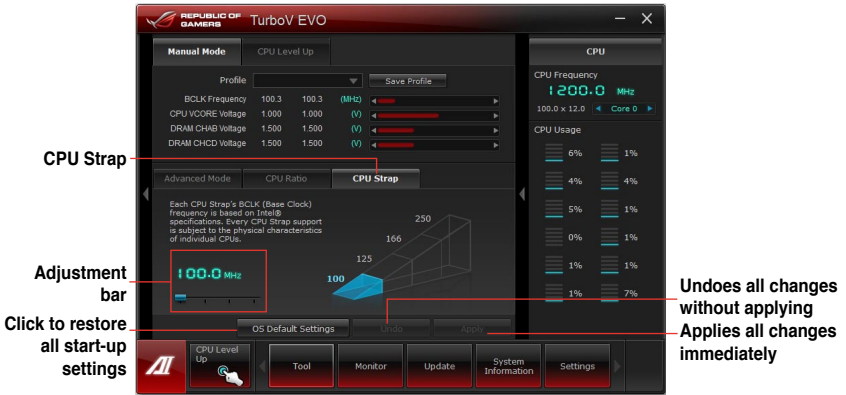 REPUBLIC OF
GAMERS
TurboV EVO
Manual Mode
CPU Level Up
Profile
Save Profile
BCLK Frequency 100.3 100.3 (MHz)
CPU VCORE Voltage 1.000 1.000 (V)
DRAM CHAB Voltage 1.500 1.500 (V)
DRAM CHCD Voltage 1.500 1.500 (V)
CPU
CPU Frequency
1200.0 MHz
100.0 x 12.0 Core 0
CPU Usage
6% 1%
4% 4%
5% 1%
0% 1%
1% 1%
1% 7%
CPU Strap
Advanced Mode
CPU Ratio
CPU Strap
Each CPU Strap's BCLK (Base Clock)
frequency is based on Intel®
specifications. Every CPU Strap support
is subject to the physical characteristics
of individual CPUs.
250
166
125
100
100.0 MHz
Adjustment
bar
Click to restore
all start-up
settings
OS Default Settings
Undo
Apply
Undoes all changes
without applying
Applies all changes
immediately
AI
CPU Level
Up
Tool
Monitor
Update
System
Information
Settings